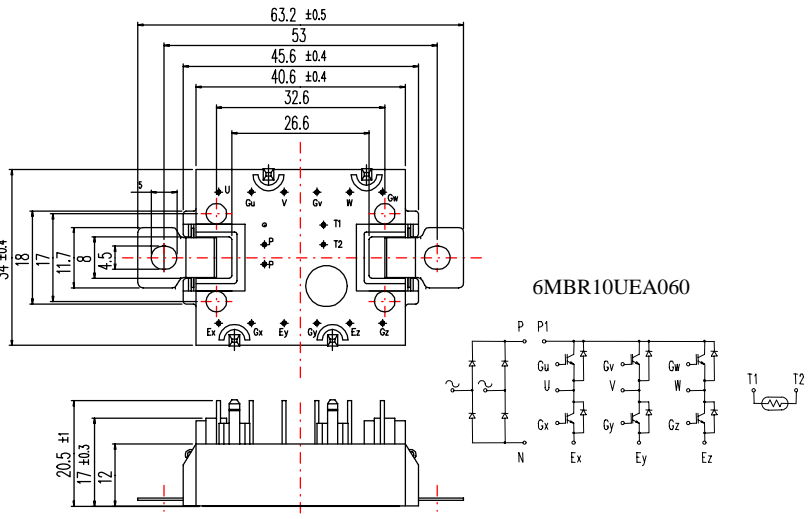 63.2 ±0.5
53
45.6 ±0.4
40.6 ±0.4
32.6
26.6
5
U
Gu V Gv W Gw
T1
P T2
P
34 ±0.4
18
17
11.7
8
4.5
Ex Gx Ey Gy Ez Gz
6MBR10UEA060
P P1
Gu Gv Gw
U V W
T1 T2
Gx Gy Gz
N Ex Ey Ez
20.5 ±1
17 ±0.3
12